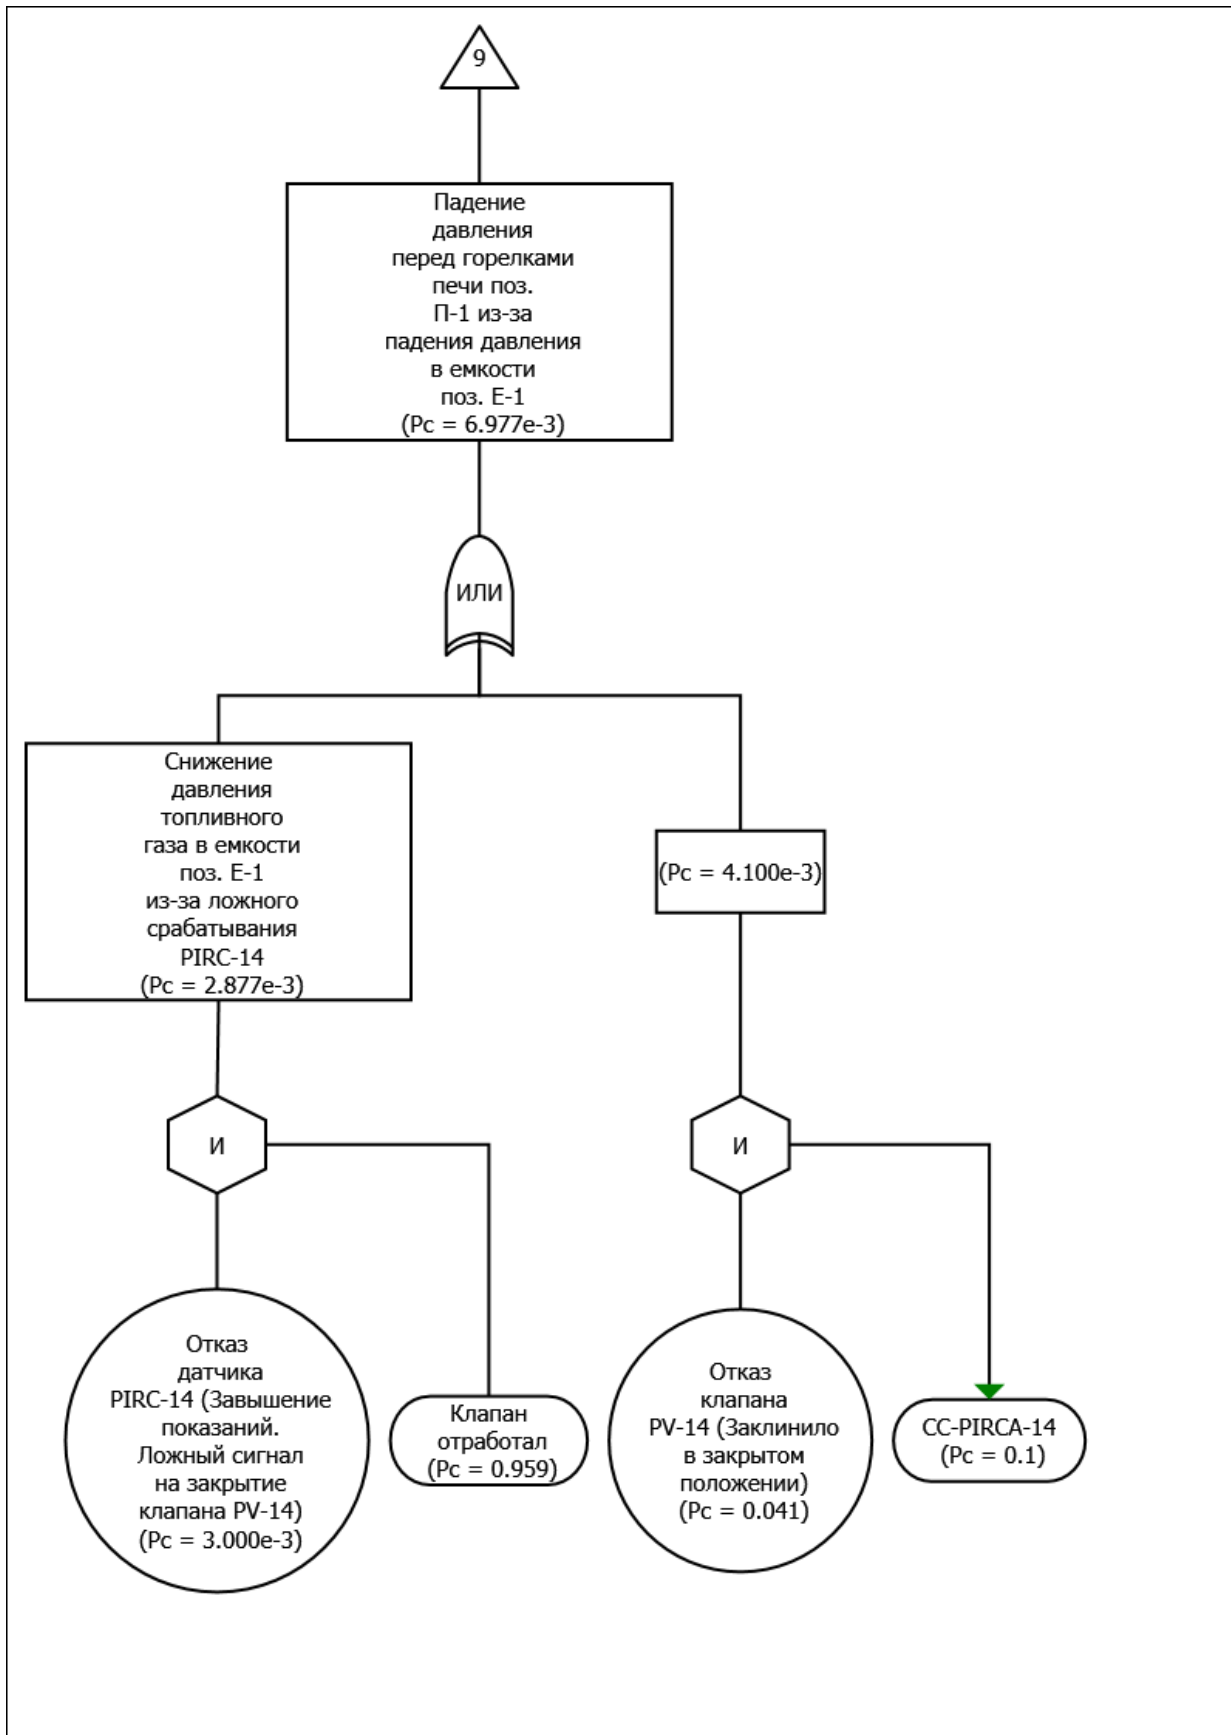 9
Падение
давления
перед горелками
печи поз.
П-1 из-за
падения давления
в емкости
поз. Е-1
(Pc = 6.977e-3)
ИЛИ
Снижение
давления
топливного
газа в емкости
поз. Е-1
из-за ложного
срабатывания
PIRC-14
(Pc = 2.877e-3)
(Pc = 4.100e-3)
И
И
Отказ
датчика
PIRC-14 (Завышение
показаний.
Ложный сигнал
на закрытие
клапана PV-14)
(Pc = 3.000e-3)
Клапан
отработал
(Pc = 0.959)
Отказ
клапана
PV-14 (Заклинило
в закрытом
положении)
(Pc = 0.041)
CC-PIRCA-14
(Pc = 0.1)